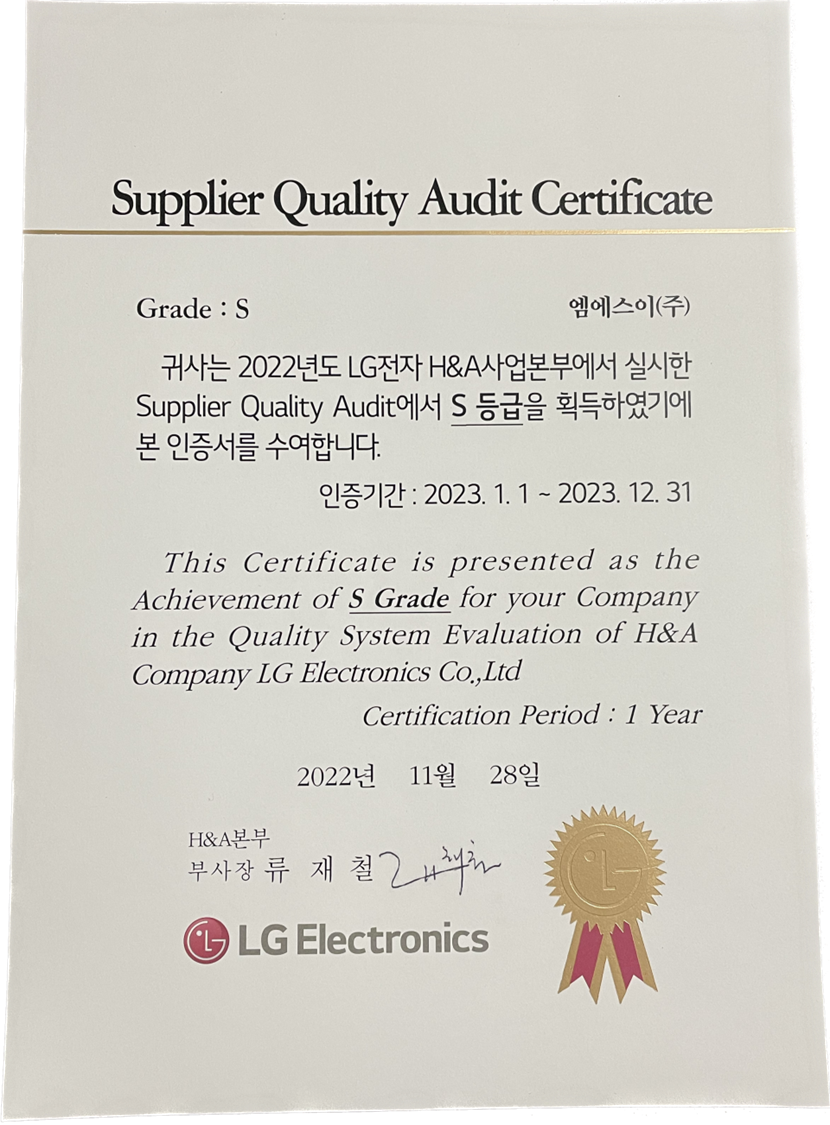 Supplier Quality Audit Certificate
Grade : S 엠에스이(주)
귀사는 2022년도 LG전자 H&A사업본부에서 실시한
Supplier Quality Audit에서 S 등급을 획득하였기에
본 인증서를 수여합니다.
인증기간 : 2023. 1. 1 ~ 2023. 12. 31
This Certificate is presented as the
Achievement of S Grade for your Company
in the Quality System Evaluation of H&A
Company LG Electronics Co.,Ltd
Certification Period : 1 Year
2022년 11월 28일
H&A본부
부사장 류 재 철
LG Electronics